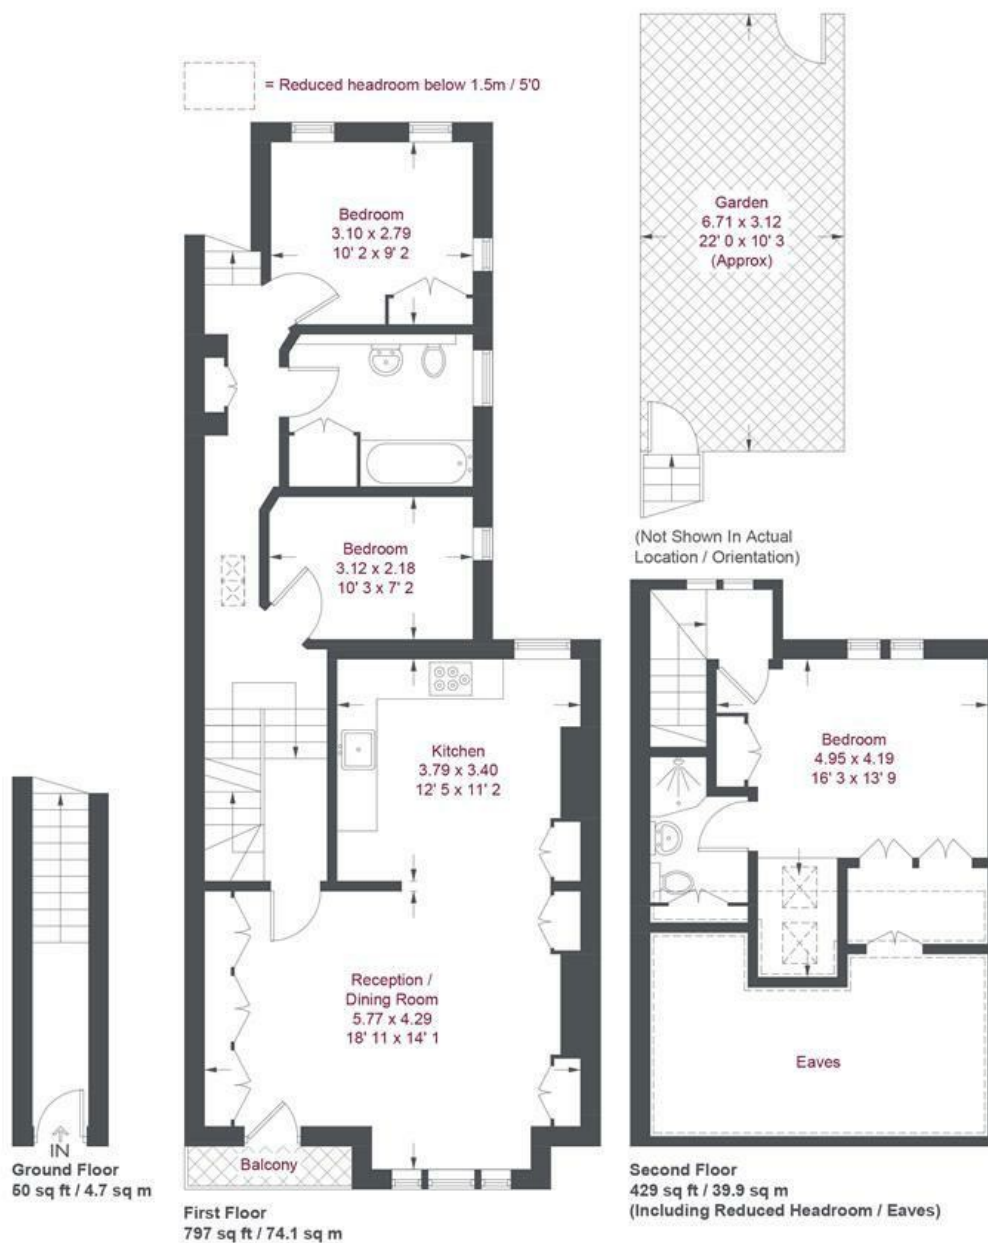 = Reduced headroom below 1.5m / 5'0
Bedroom
3.10 x 2.79
10' 2 x 9' 2
Garden
6.71 x 3.12
22' 0 x 10' 3
(Approx)
(Not Shown In Actual
Location / Orientation)
Bedroom
3.12 x 2.18
10' 3 x 7' 2
Kitchen
3.79 x 3.40
12' 5 x 11' 2
Bedroom
4.95 x 4.19
16' 3 x 13' 9
Reception /
Dining Room
5.77 x 4.29
18' 11 x 14' 1
Eaves
Balcony
IN
Ground Floor
50 sq ft / 4.7 sq m
First Floor
797 sq ft / 74.1 sq m
Second Floor
429 sq ft / 39.9 sq m
(Including Reduced Headroom / Eaves)